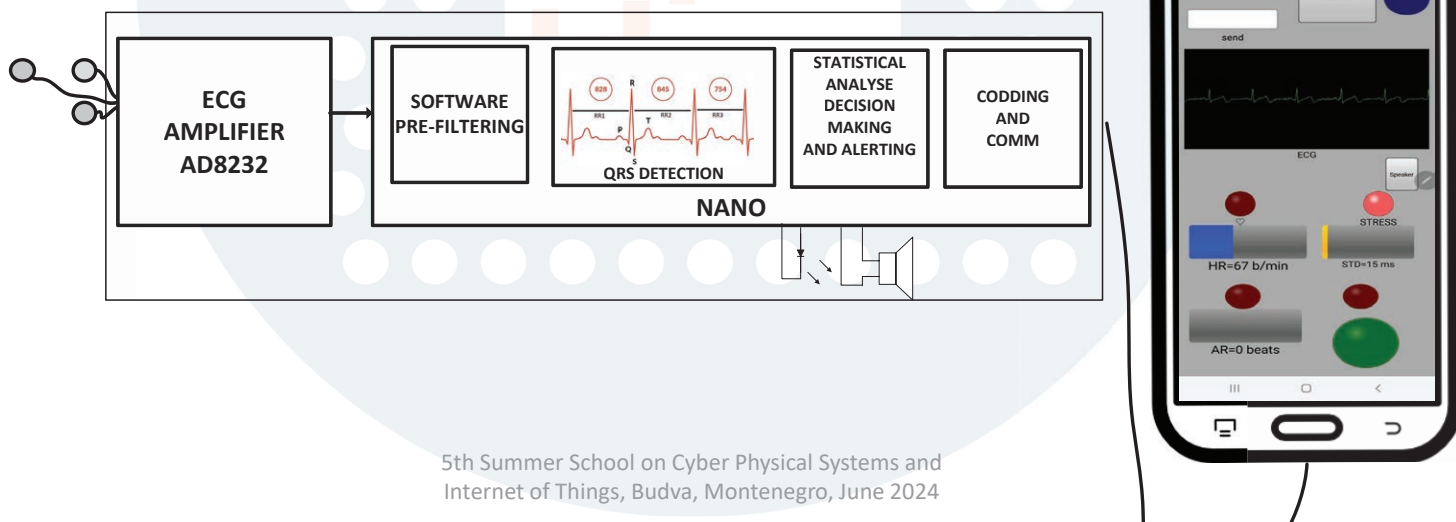 ECG
AMPLIFIER
AD8232
SOFTWARE
PRE-FILTERING
828
845
754
R
RR1
RR2
RR3
P
T
Q
S
QRS DETECTION
STATISTICAL
ANALYSE
DECISION
MAKING
AND ALERTING
CODDING
AND
COMM
NANO
send
ECG
Speaker
STRESS
HR=67 b/min
STD=15 ms
AR=0 beats
5th Summer School on Cyber Physical Systems and
Internet of Things, Budva, Montenegro, June 2024